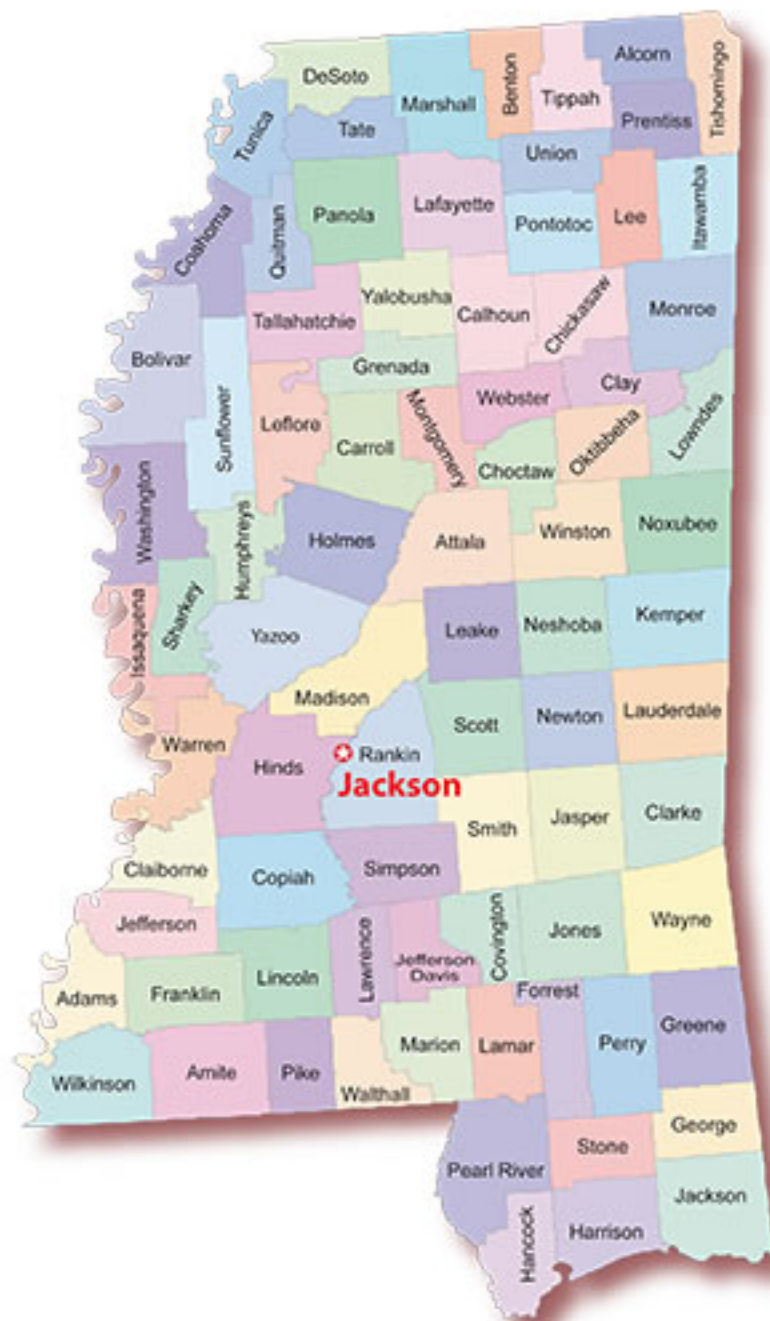 DeSoto
Marshall
Benton
Tippah
Alcorn
Tishomingo
Tunica
Tate
Prentiss
Union
Coahoma
Quitman
Panola
Lafayette
Pontotoc
Lee
Itawamba
Bolivar
Sunflower
Tallahatchie
Yalobusha
Calhoun
Chickasaw
Monroe
Grenada
Leflore
Carroll
Montgomery
Webster
Clay
Choctaw
Oktibbeha
Lowndes
Washington
Humphreys
Holmes
Attala
Winston
Noxubee
Issaquena
Sharkey
Yazoo
Leake
Neshoba
Kemper
Madison
Warren
Hinds
Rankin
Jackson
Scott
Newton
Lauderdale
Claiborne
Copiah
Simpson
Smith
Jasper
Clarke
Jefferson
Lincoln
Lawrence
Jefferson
Davis
Covington
Jones
Wayne
Adams
Franklin
Forrest
Wilkinson
Amite
Pike
Walthall
Marion
Lamar
Perry
Greene
Pearl River
Stone
George
Hancock
Harrison
Jackson